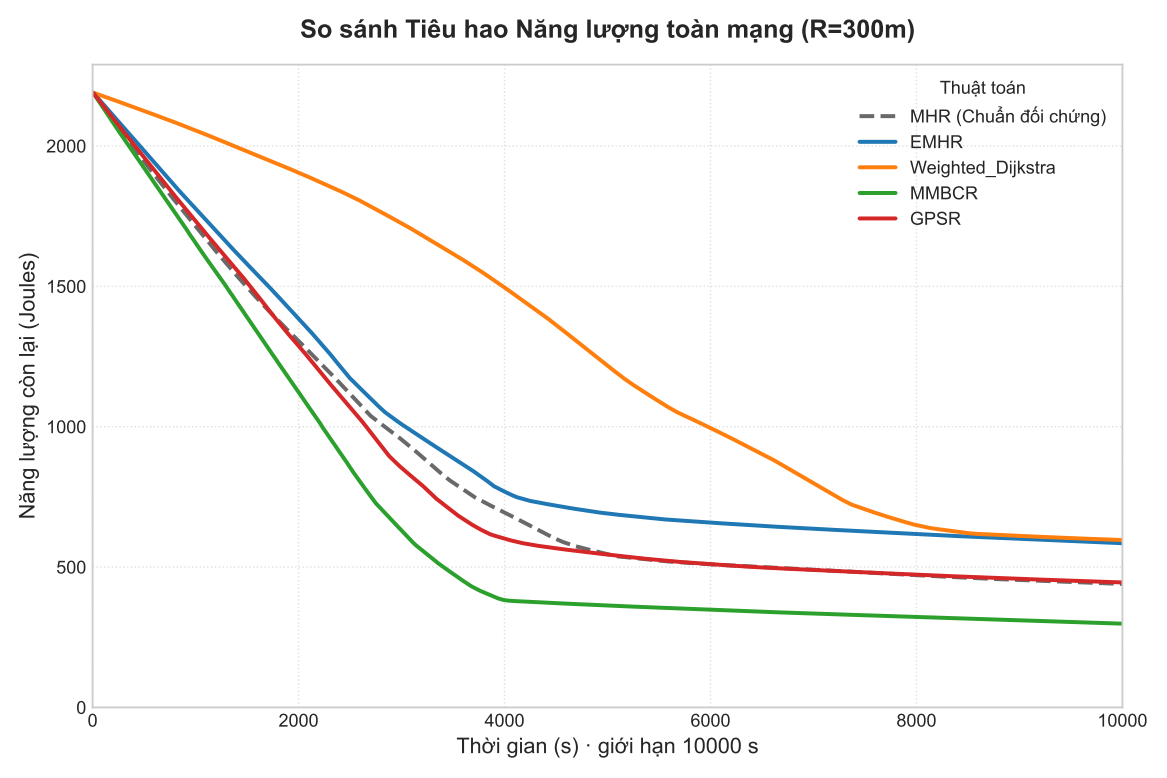 So sánh Tiêu hao Năng lượng toàn mạng (R=300m)
Thuật toán
MHR (Chuẩn đối chứng)
EMHR
Weighted_Dijkstra
MMBCR
GPSR
Năng lượng còn lại (Joules)
2000
1500
1000
500
0
0 2000 4000 6000 8000 10000
Thời gian (s) · giới hạn 10000 s